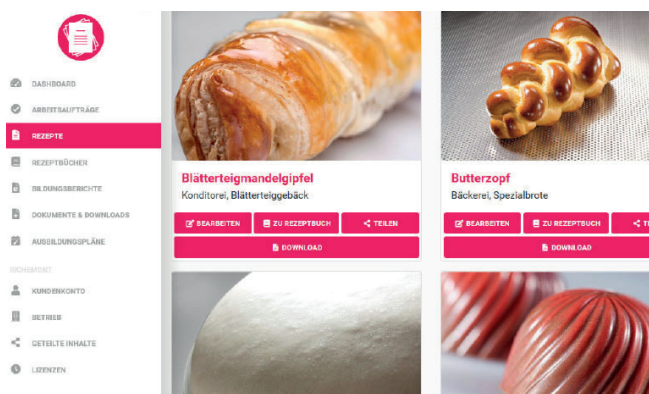 DASHBOARD
ARBEITSAUFTRÄGE
REZEPTE
REZEPTBÜCHER
BILDUNGSBERICHTE
DOKUMENTE & DOWNLOADS
AUSBILDUNGSPLÄNE
RICHEMONT
KUNDENKONTO
BETRIEB
GETEILTE INHALTE
LIZENZEN
Blätterteigmandelgipfel
Konditorei, Blätterteiggebäck
BEARBEITEN
ZU REZEPTBUCH
TEILEN
DOWNLOAD
Butterzopf
Bäckerei, Spezialbrote
BEARBEITEN
ZU REZEPTBUCH
DOWNLOAD